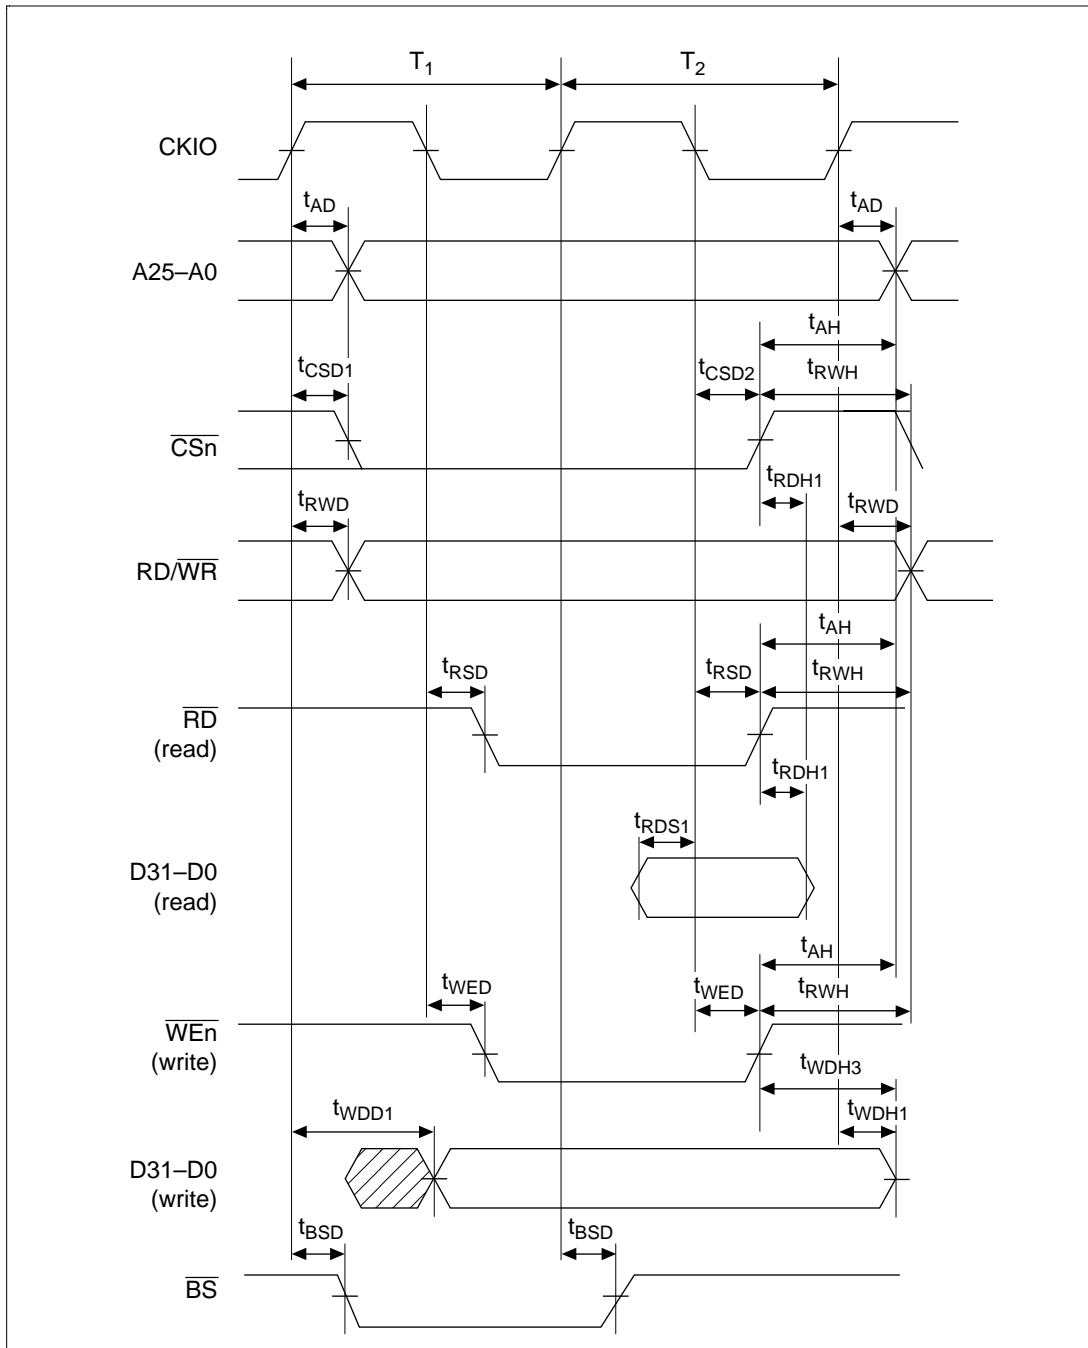 T1 T2
CKIO
tAD tAD
A25–A0
tAH
tCSD1 tCSD2 tRWH
CSn
tRDH1
tRWD tRWD
RD/WR
tAH
tRSD tRSD tRWH
RD
(read)
tRDH1
tRDS1
D31–D0
(read)
tAH
tWED tWED tRWH
WEn
(write)
tWDH3
tWDD1 tWDH1
D31–D0
(write)
tBSD tBSD
BS